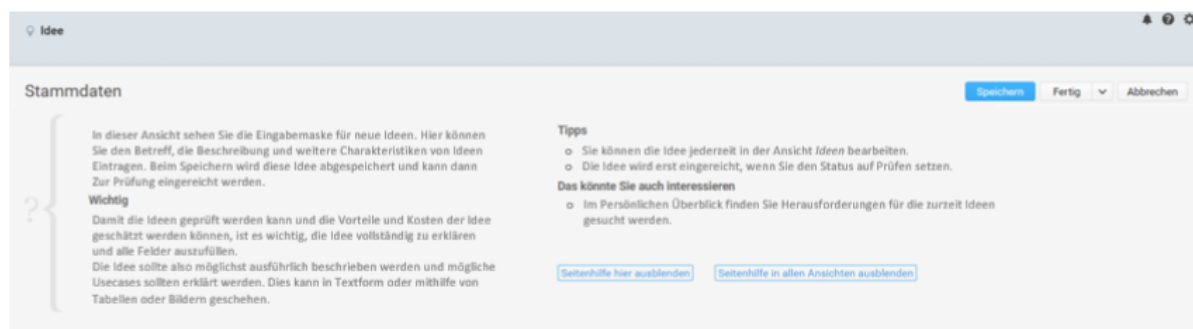 Idee
Stammdaten
Speichern
Fertig
Abbrechen
?
In dieser Ansicht sehen Sie die Eingabemaske für neue Ideen. Hier können
Sie den Betreff, die Beschreibung und weitere Charakteristiken von Ideen
Eintragen. Beim Speichern wird diese Idee abgespeichert und kann dann
Zur Prüfung eingereicht werden.
Wichtig
Damit die Ideen geprüft werden kann und die Vorteile und Kosten der Idee
geschätzt werden können, ist es wichtig, die Idee vollständig zu erklären
und alle Felder auszufüllen.
Die Idee sollte also möglichst ausführlich beschrieben werden und mögliche
Usecases sollten erklärt werden. Dies kann in Textform oder mithilfe von
Tabellen oder Bildern geschehen.
Tipps
Sie können die Idee jederzeit in der Ansicht Ideen bearbeiten.
Die Idee wird erst eingereicht, wenn Sie den Status auf Prüfen setzen.
Das könnte Sie auch interessieren
Im Persönlichen Überblick finden Sie Herausforderungen für die zurzeit Ideen
gesucht werden.
Seitenhilfe hier ausblenden
Seitenhilfe in allen Ansichten ausblenden